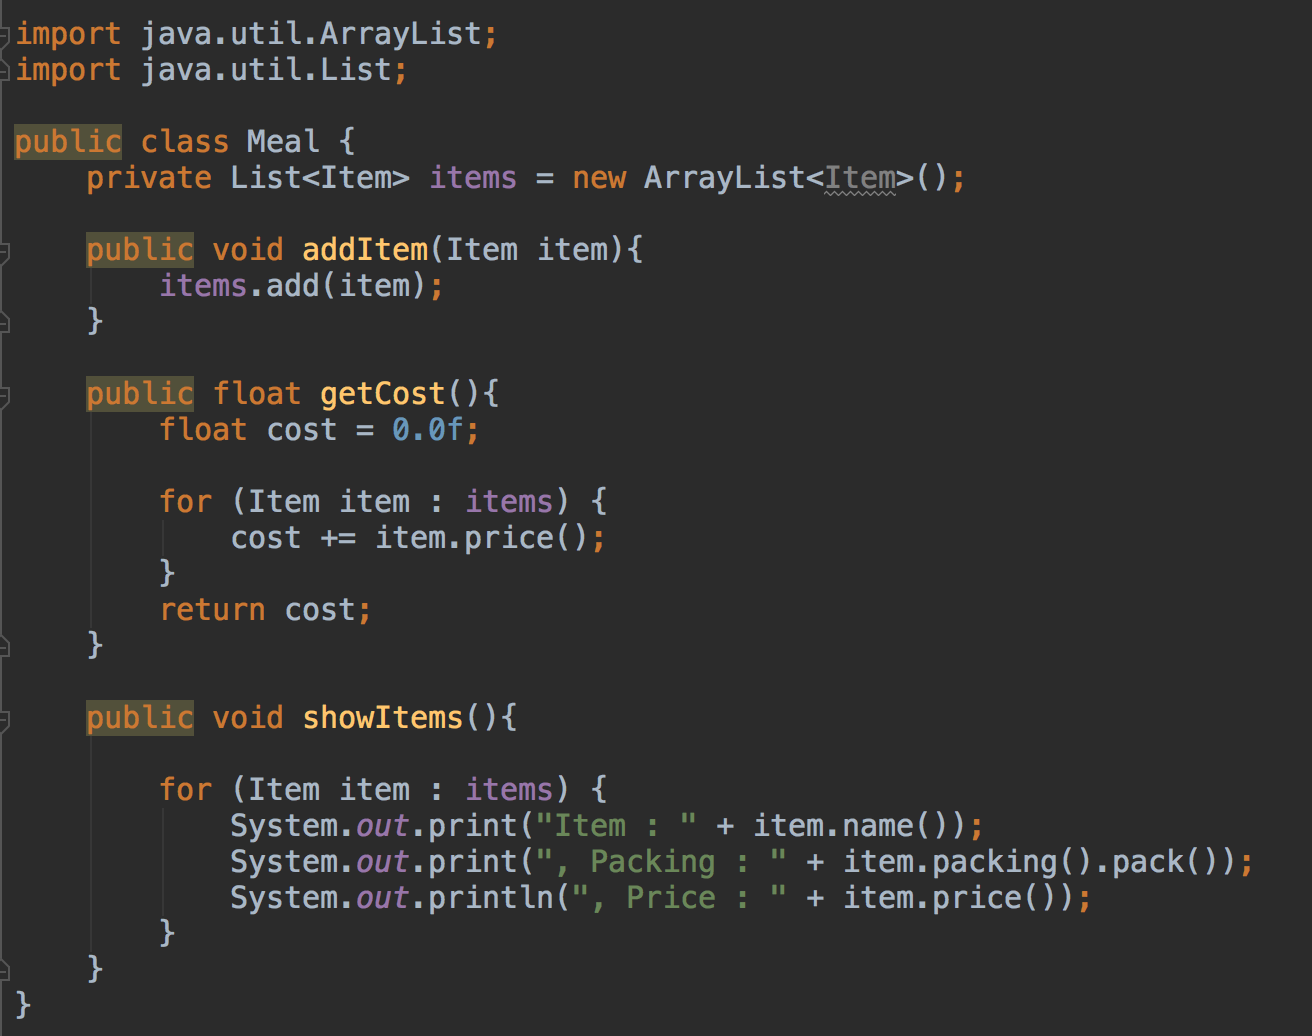 import java.util.ArrayList;
import java.util.List;
public class Meal {
private List<Item> items = new ArrayList<Item>();
public void addItem(Item item){
items.add(item);
}
public float getCost(){
float cost = 0.0f;
for (Item item : items) {
cost += item.price();
}
return cost;
}
public void showItems(){
for (Item item : items) {
System.out.print("Item : " + item.name());
System.out.print(", Packing : " + item.packing().pack());
System.out.println(", Price : " + item.price());
}
}
}